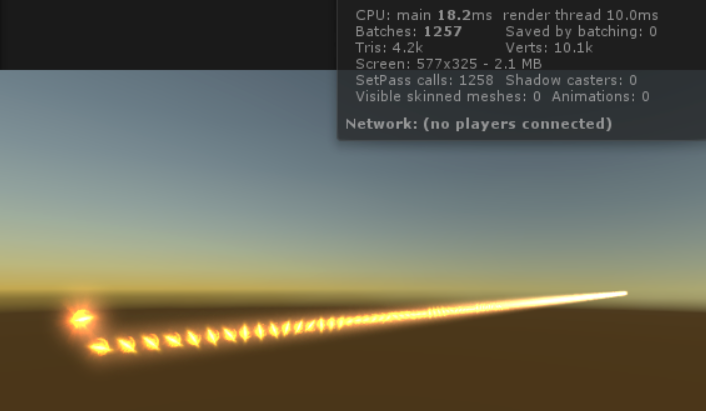 CPU: main 18.2ms render thread 10.0ms
Batches: 1257 Saved by batching: 0
Tris: 4.2k Verts: 10.1k
Screen: 577x325 - 2.1 MB
SetPass calls: 1258 Shadow casters: 0
Visible skinned meshes: 0 Animations: 0
Network: (no players connected)